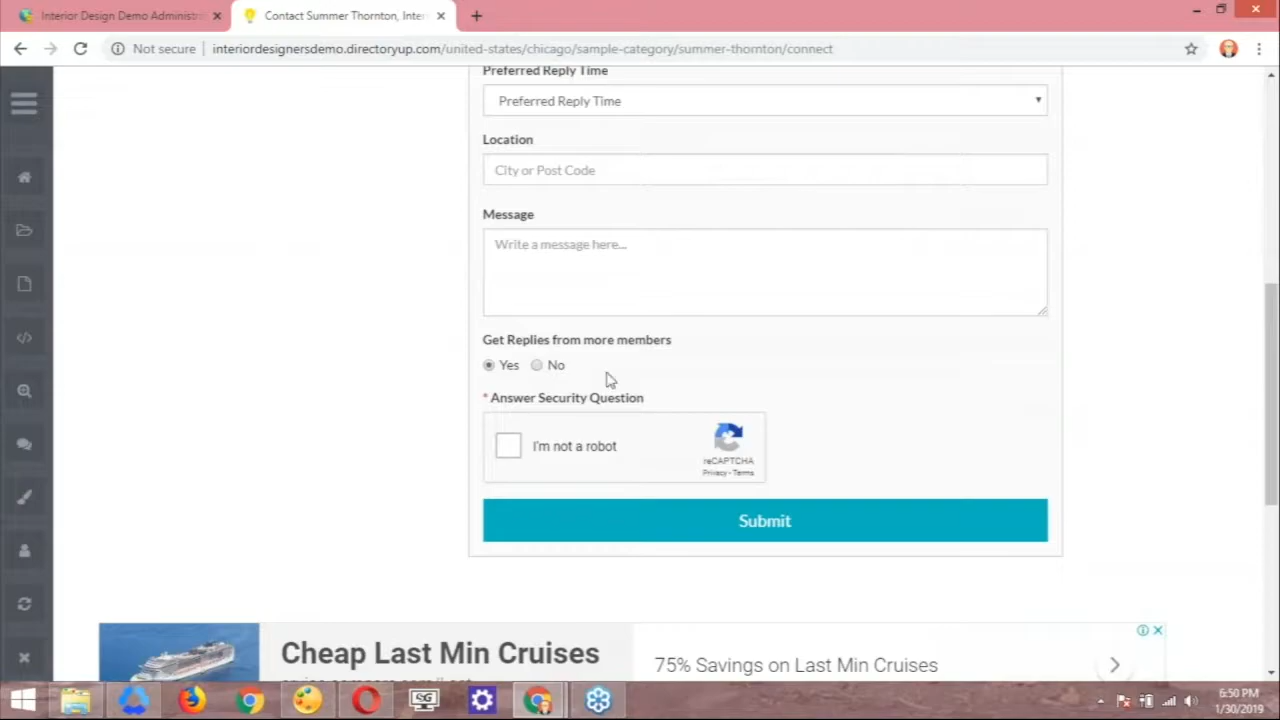 Interior Design Demo Administr
Contact Summer Thornton, Inter
Not secure
interiordesignersdemo.directoryup.com/united-states/chicago/sample-category/summer-thornton/connect
Preferred Reply Time
Preferred Reply Time
Location
City or Post Code
Message
Write a message here...
Get Replies from more members
Yes
No
* Answer Security Question
I'm not a robot
reCAPTCHA
Privacy - Terms
Submit
Cheap Last Min Cruises
75% Savings on Last Min Cruises
SG
6:50 PM
1/30/2019